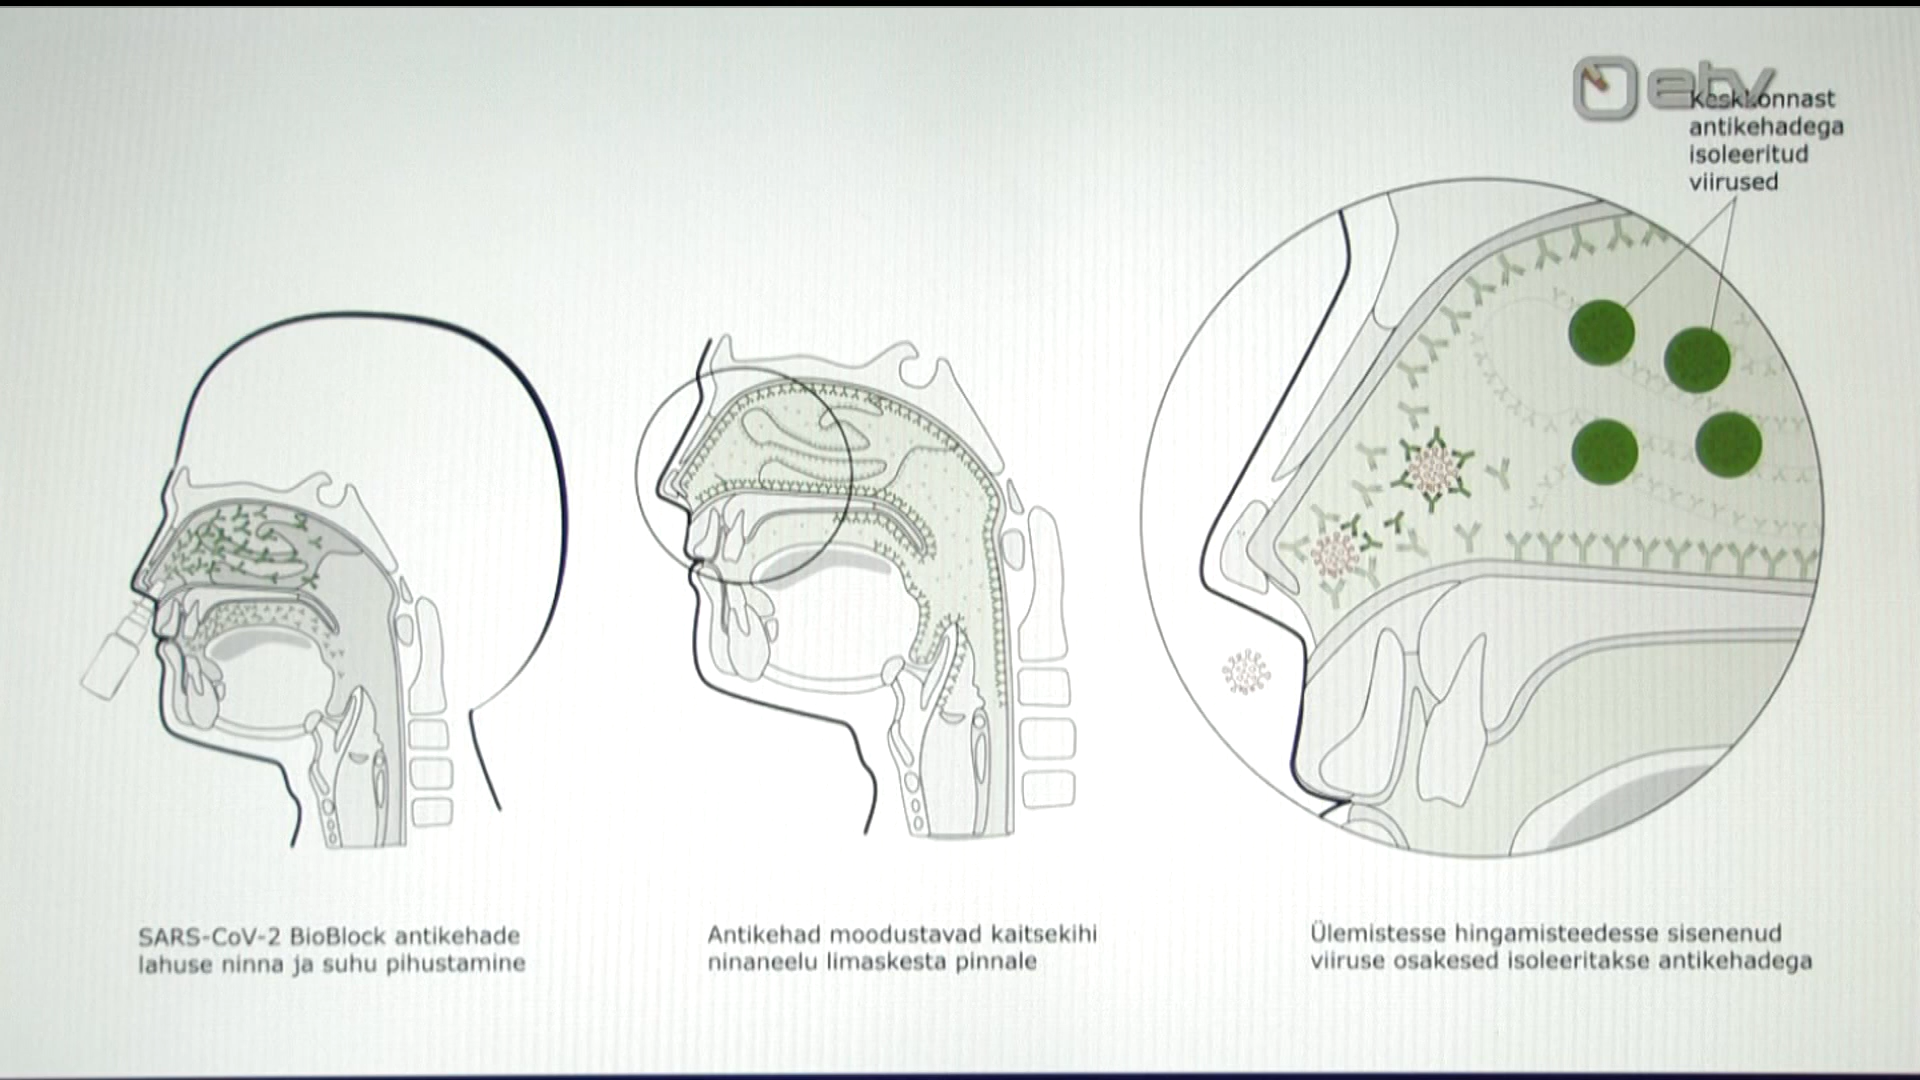 etv
Keskkonnast
antikehadega
isoleeritud
viirused
SARS-CoV-2 BioBlock antikehade
lahuse ninna ja suhu pihustamine
Antikehad moodustavad kaitsekihi
ninaneelu limaskesta pinnale
Ülemistesse hingamisteedesse sisenenud
viiruse osakesed isoleeritakse antikehadega